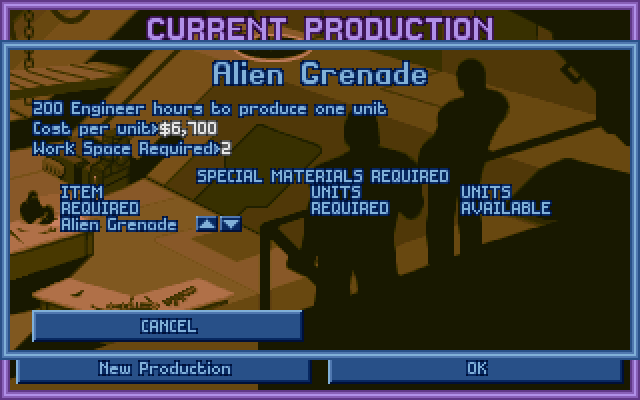 CURRENT PRODUCTION
Alien Grenade
200 Engineer hours to produce one unit
Cost per unit>$6,700
Work Space Required>2
SPECIAL MATERIALS REQUIRED
ITEM REQUIRED UNITS REQUIRED UNITS AVAILABLE
Alien Grenade
CANCEL
New Production OK